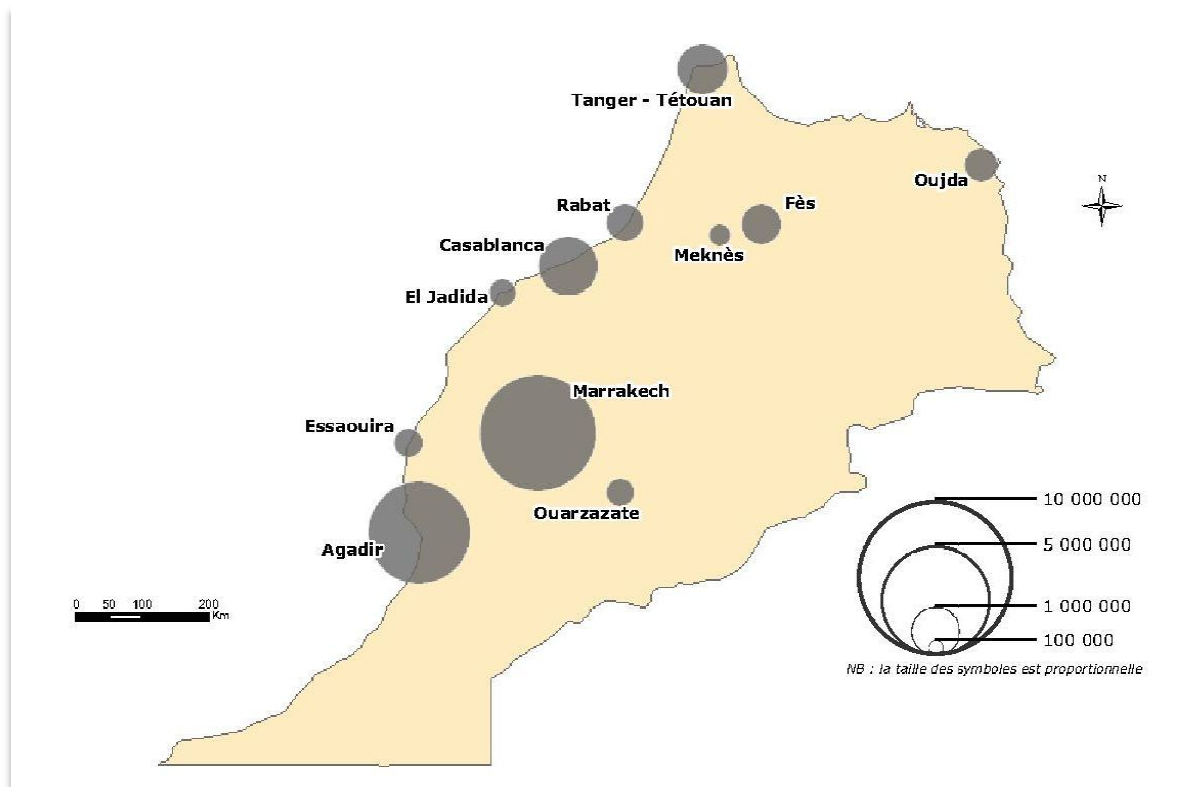 Tanger - Tétouan
Oujda
N
Rabat
Fès
Casablanca
Meknès
El Jadida
Marrakech
Essaouira
Ouarzazate
Agadir
10 000 000
5 000 000
1 000 000
100 000
0 50 100 200
Km
NB : la taille des symboles est proportionnelle